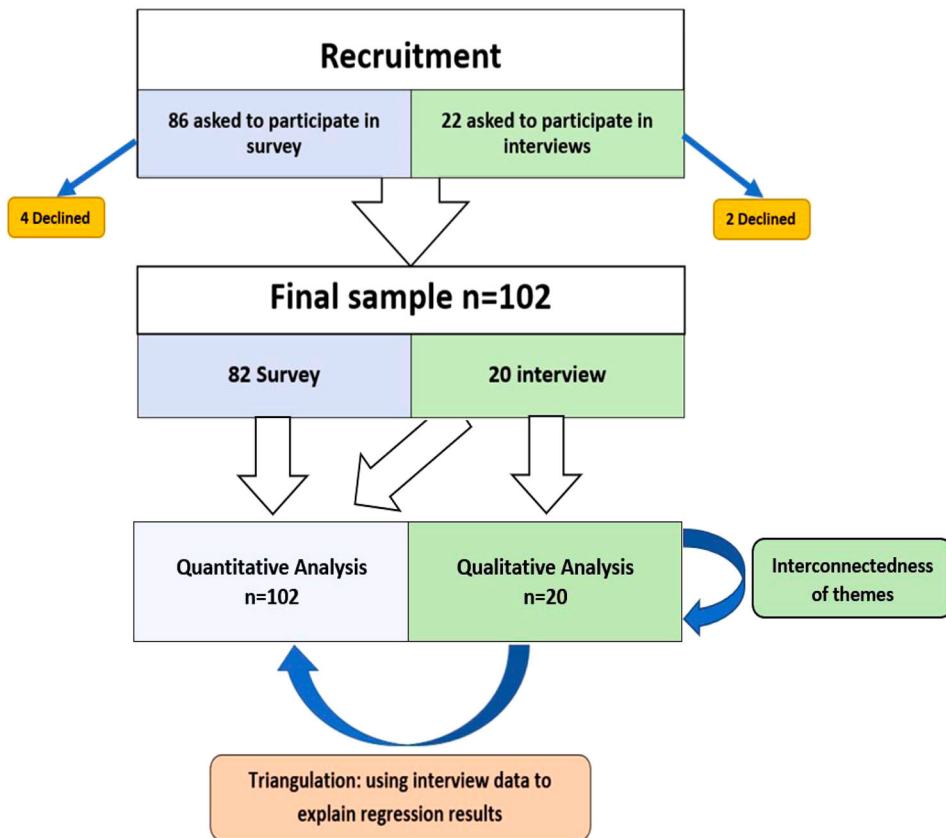 Recruitment
86 asked to participate in
survey
22 asked to participate in
interviews
4 Declined
2 Declined
Final sample n=102
82 Survey
20 interview
Quantitative Analysis
n=102
Qualitative Analysis
n=20
Interconnectedness
of themes
Triangulation: using interview data to
explain regression results